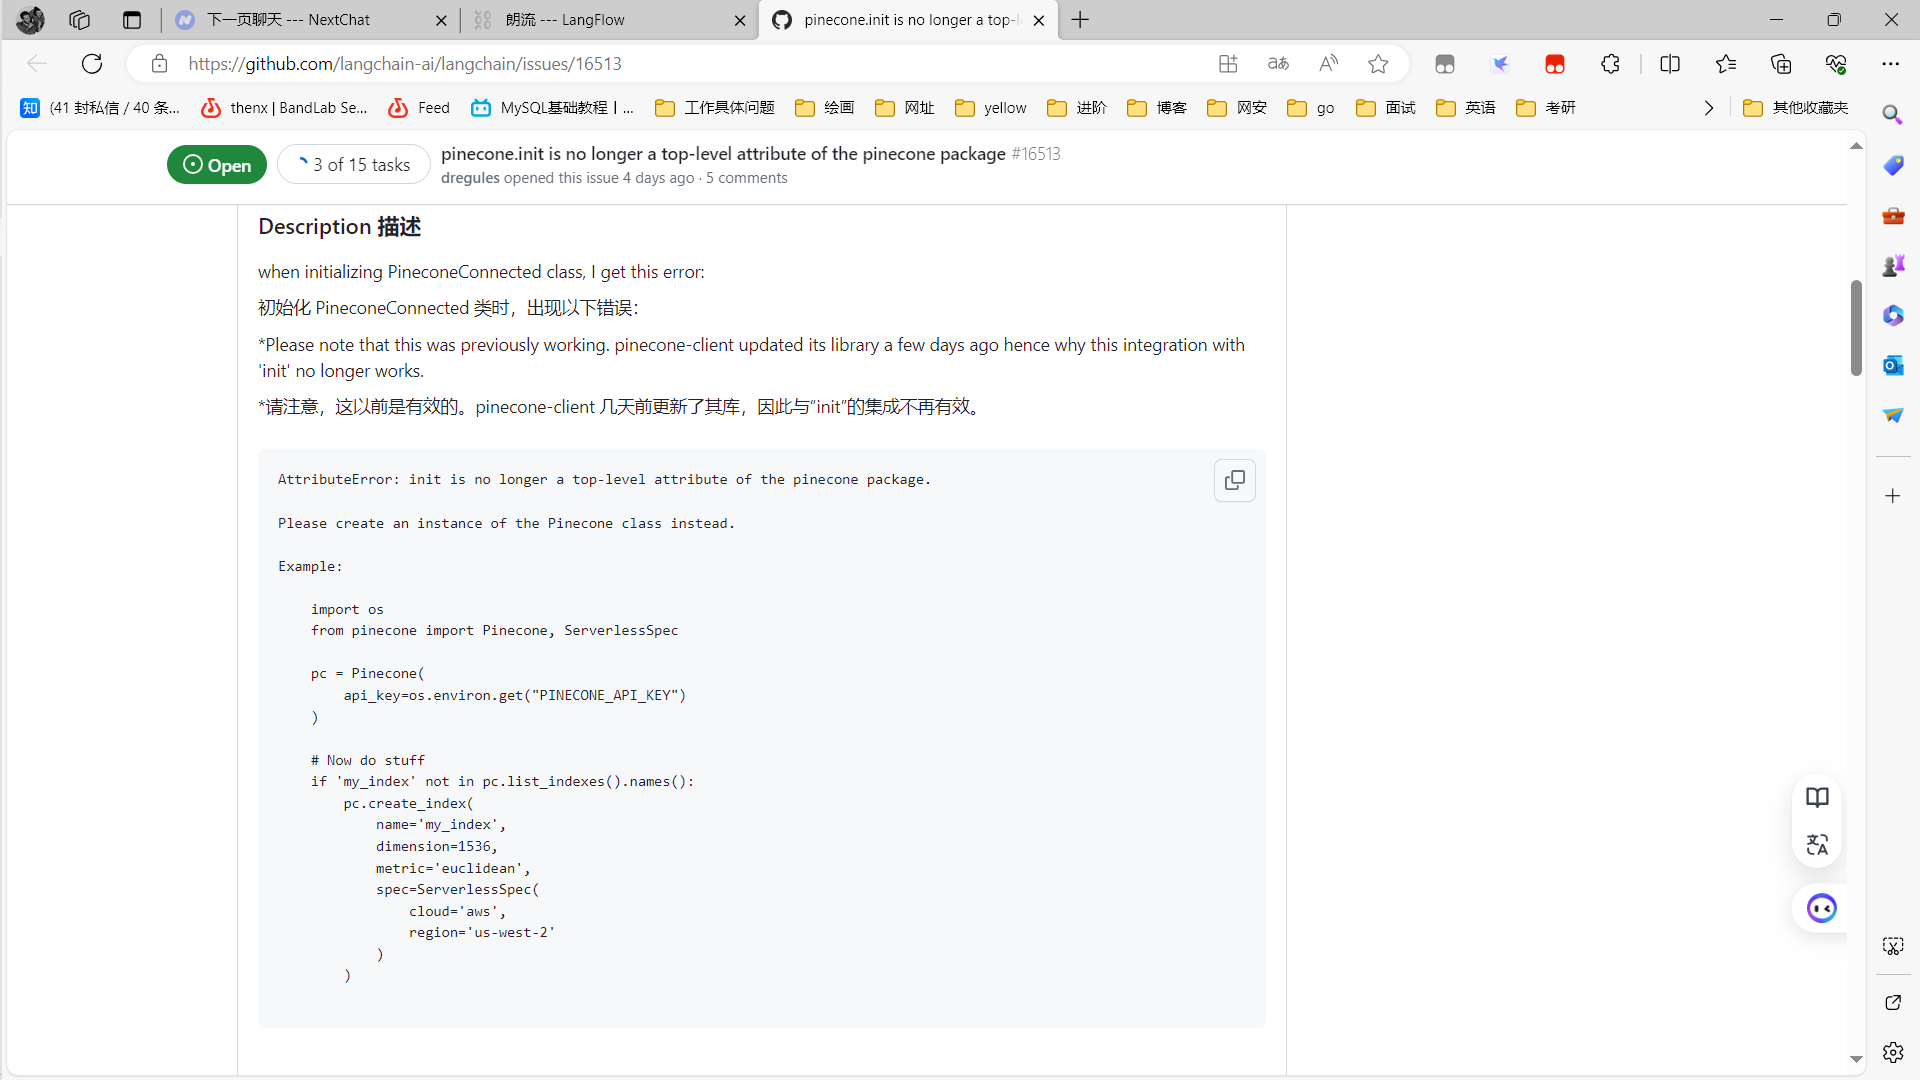 下一页聊天 --- NextChat
朗流 --- LangFlow
pinecone.init is no longer a top-l
https://github.com/langchain-ai/langchain/issues/16513
知 (41 封私信 / 40 条...
thenx | BandLab Se...
Feed
MySQL基础教程丨...
工作具体问题
绘画
网址
yellow
进阶
博客
网安
go
面试
英语
考研
其他收藏夹
Open
3 of 15 tasks
pinecone.init is no longer a top-level attribute of the pinecone package #16513
dregules opened this issue 4 days ago · 5 comments
Description 描述
when initializing PineconeConnected class, I get this error:
初始化 PineconeConnected 类时，出现以下错误：
*Please note that this was previously working. pinecone-client updated its library a few days ago hence why this integration with
'init' no longer works.
*请注意，这以前是有效的。pinecone-client 几天前更新了其库，因此与“init”的集成不再有效。
AttributeError: init is no longer a top-level attribute of the pinecone package.
Please create an instance of the Pinecone class instead.
Example:
import os
from pinecone import Pinecone, ServerlessSpec
pc = Pinecone(
api_key=os.environ.get("PINECONE_API_KEY")
)
# Now do stuff
if 'my_index' not in pc.list_indexes().names():
pc.create_index(
name='my_index',
dimension=1536,
metric='euclidean',
spec=ServerlessSpec(
cloud='aws',
region='us-west-2'
)
)